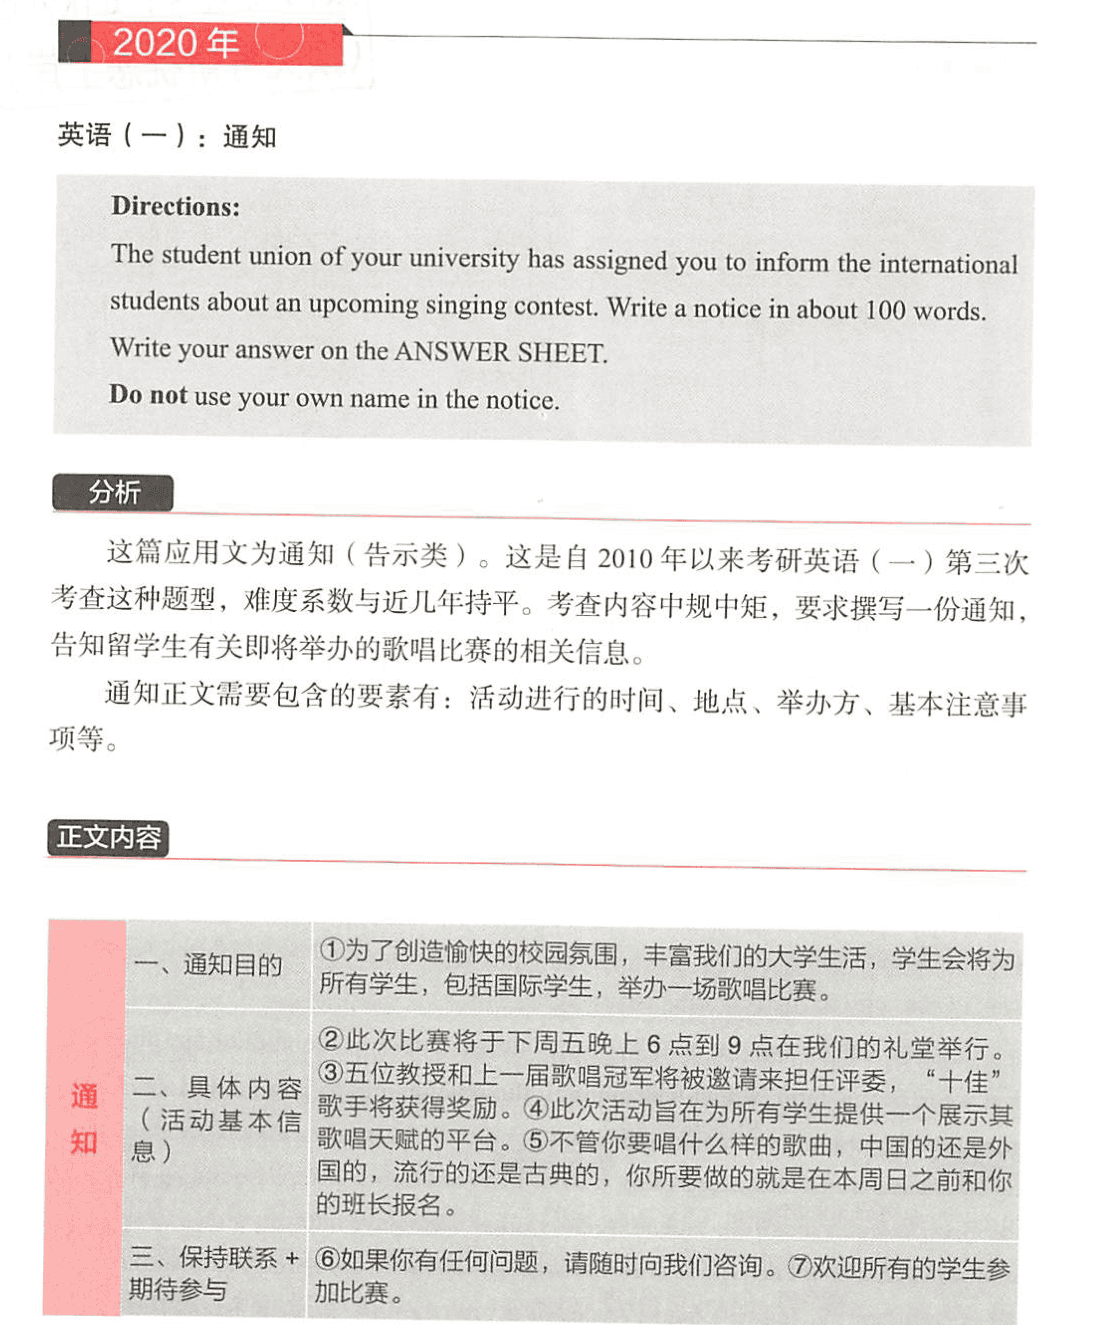 2020 年
英语（一）：通知
Directions:
The student union of your university has assigned you to inform the international
students about an upcoming singing contest. Write a notice in about 100 words.
Write your answer on the ANSWER SHEET.
Do not use your own name in the notice.
分析
这篇应用文为通知（告示类）。这是自 2010 年以来考研英语（一）第三次
考查这种题型，难度系数与近几年持平。考查内容中规中矩，要求撰写一份通知，
告知留学生有关即将举办的歌唱比赛的相关信息。
通知正文需要包含的要素有：活动进行的时间、地点、举办方、基本注意事
项等。
正文内容
通
知
一、通知目的
①为了创造愉快的校园氛围，丰富我们的大学生活，学生会将为
所有学生，包括国际学生，举办一场歌唱比赛。
二、具体内容
（活动基本信
息）
②此次比赛将于下周五晚上 6 点到 9 点在我们的礼堂举行。
③五位教授和上一届歌唱冠军将被邀请来担任评委，“十佳”
歌手将获得奖励。④此次活动旨在为所有学生提供一个展示其
歌唱天赋的平台。⑤不管你要唱什么样的歌曲，中国的还是外
国的，流行的还是古典的，你所要做的就是在本周日之前和你
的班长报名。
三、保持联系 +
期待参与
⑥如果你有任何问题，请随时向我们咨询。⑦欢迎所有的学生参
加比赛。